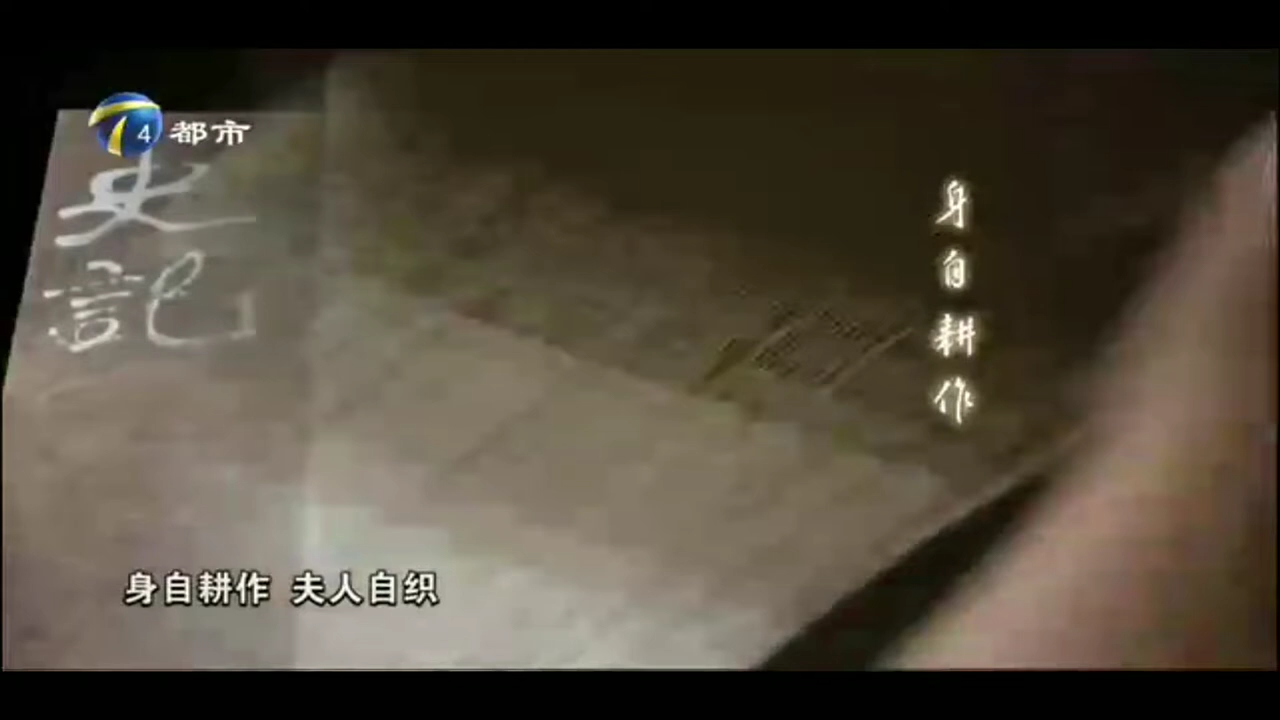 4 都市
史
記
身自耕作
身自耕作 夫人自织